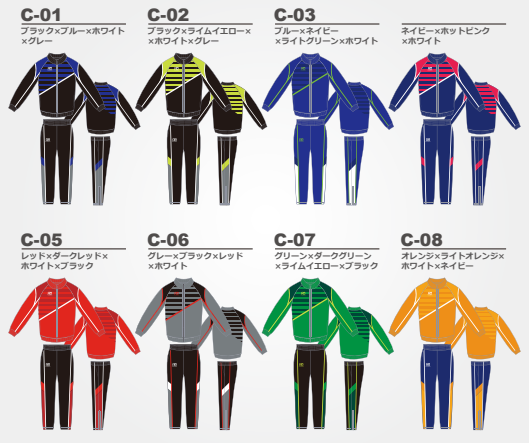 C-01
ブラック×ブルー×ホワイト
×グレー
C-02
ブラック×ライムイエロー×
×ホワイト×グレー
C-03
ブルー×ネイビー
×ライトグリーン×ホワイト
ネイビー×ホットピンク
×ホワイト
C-05
レッド×ダークレッド×
ホワイト×ブラック
C-06
グレー×ブラック×レッド
×ホワイト
C-07
グリーン×ダークグリーン
×ライムイエロー×ブラック
C-08
オレンジ×ライトオレンジ×
ホワイト×ネイビー